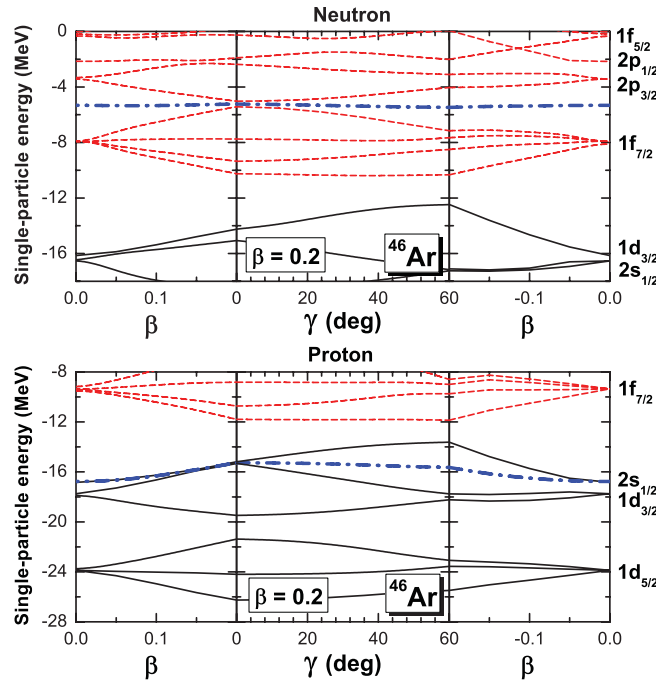 Neutron
Single-particle energy (MeV)
0
-4
-8
-12
-16
1f5/2
2p1/2
2p3/2
1f7/2
1d3/2
2s1/2
β = 0.2
46Ar
0.0 0.1 0 20 40 60 -0.1 0.0
β γ (deg) β
Proton
Single-particle energy (MeV)
-8
-12
-16
-20
-24
-28
1f7/2
2s1/2
1d3/2
1d5/2
β = 0.2
46Ar
0.0 0.1 0 20 40 60 -0.1 0.0
β γ (deg) β